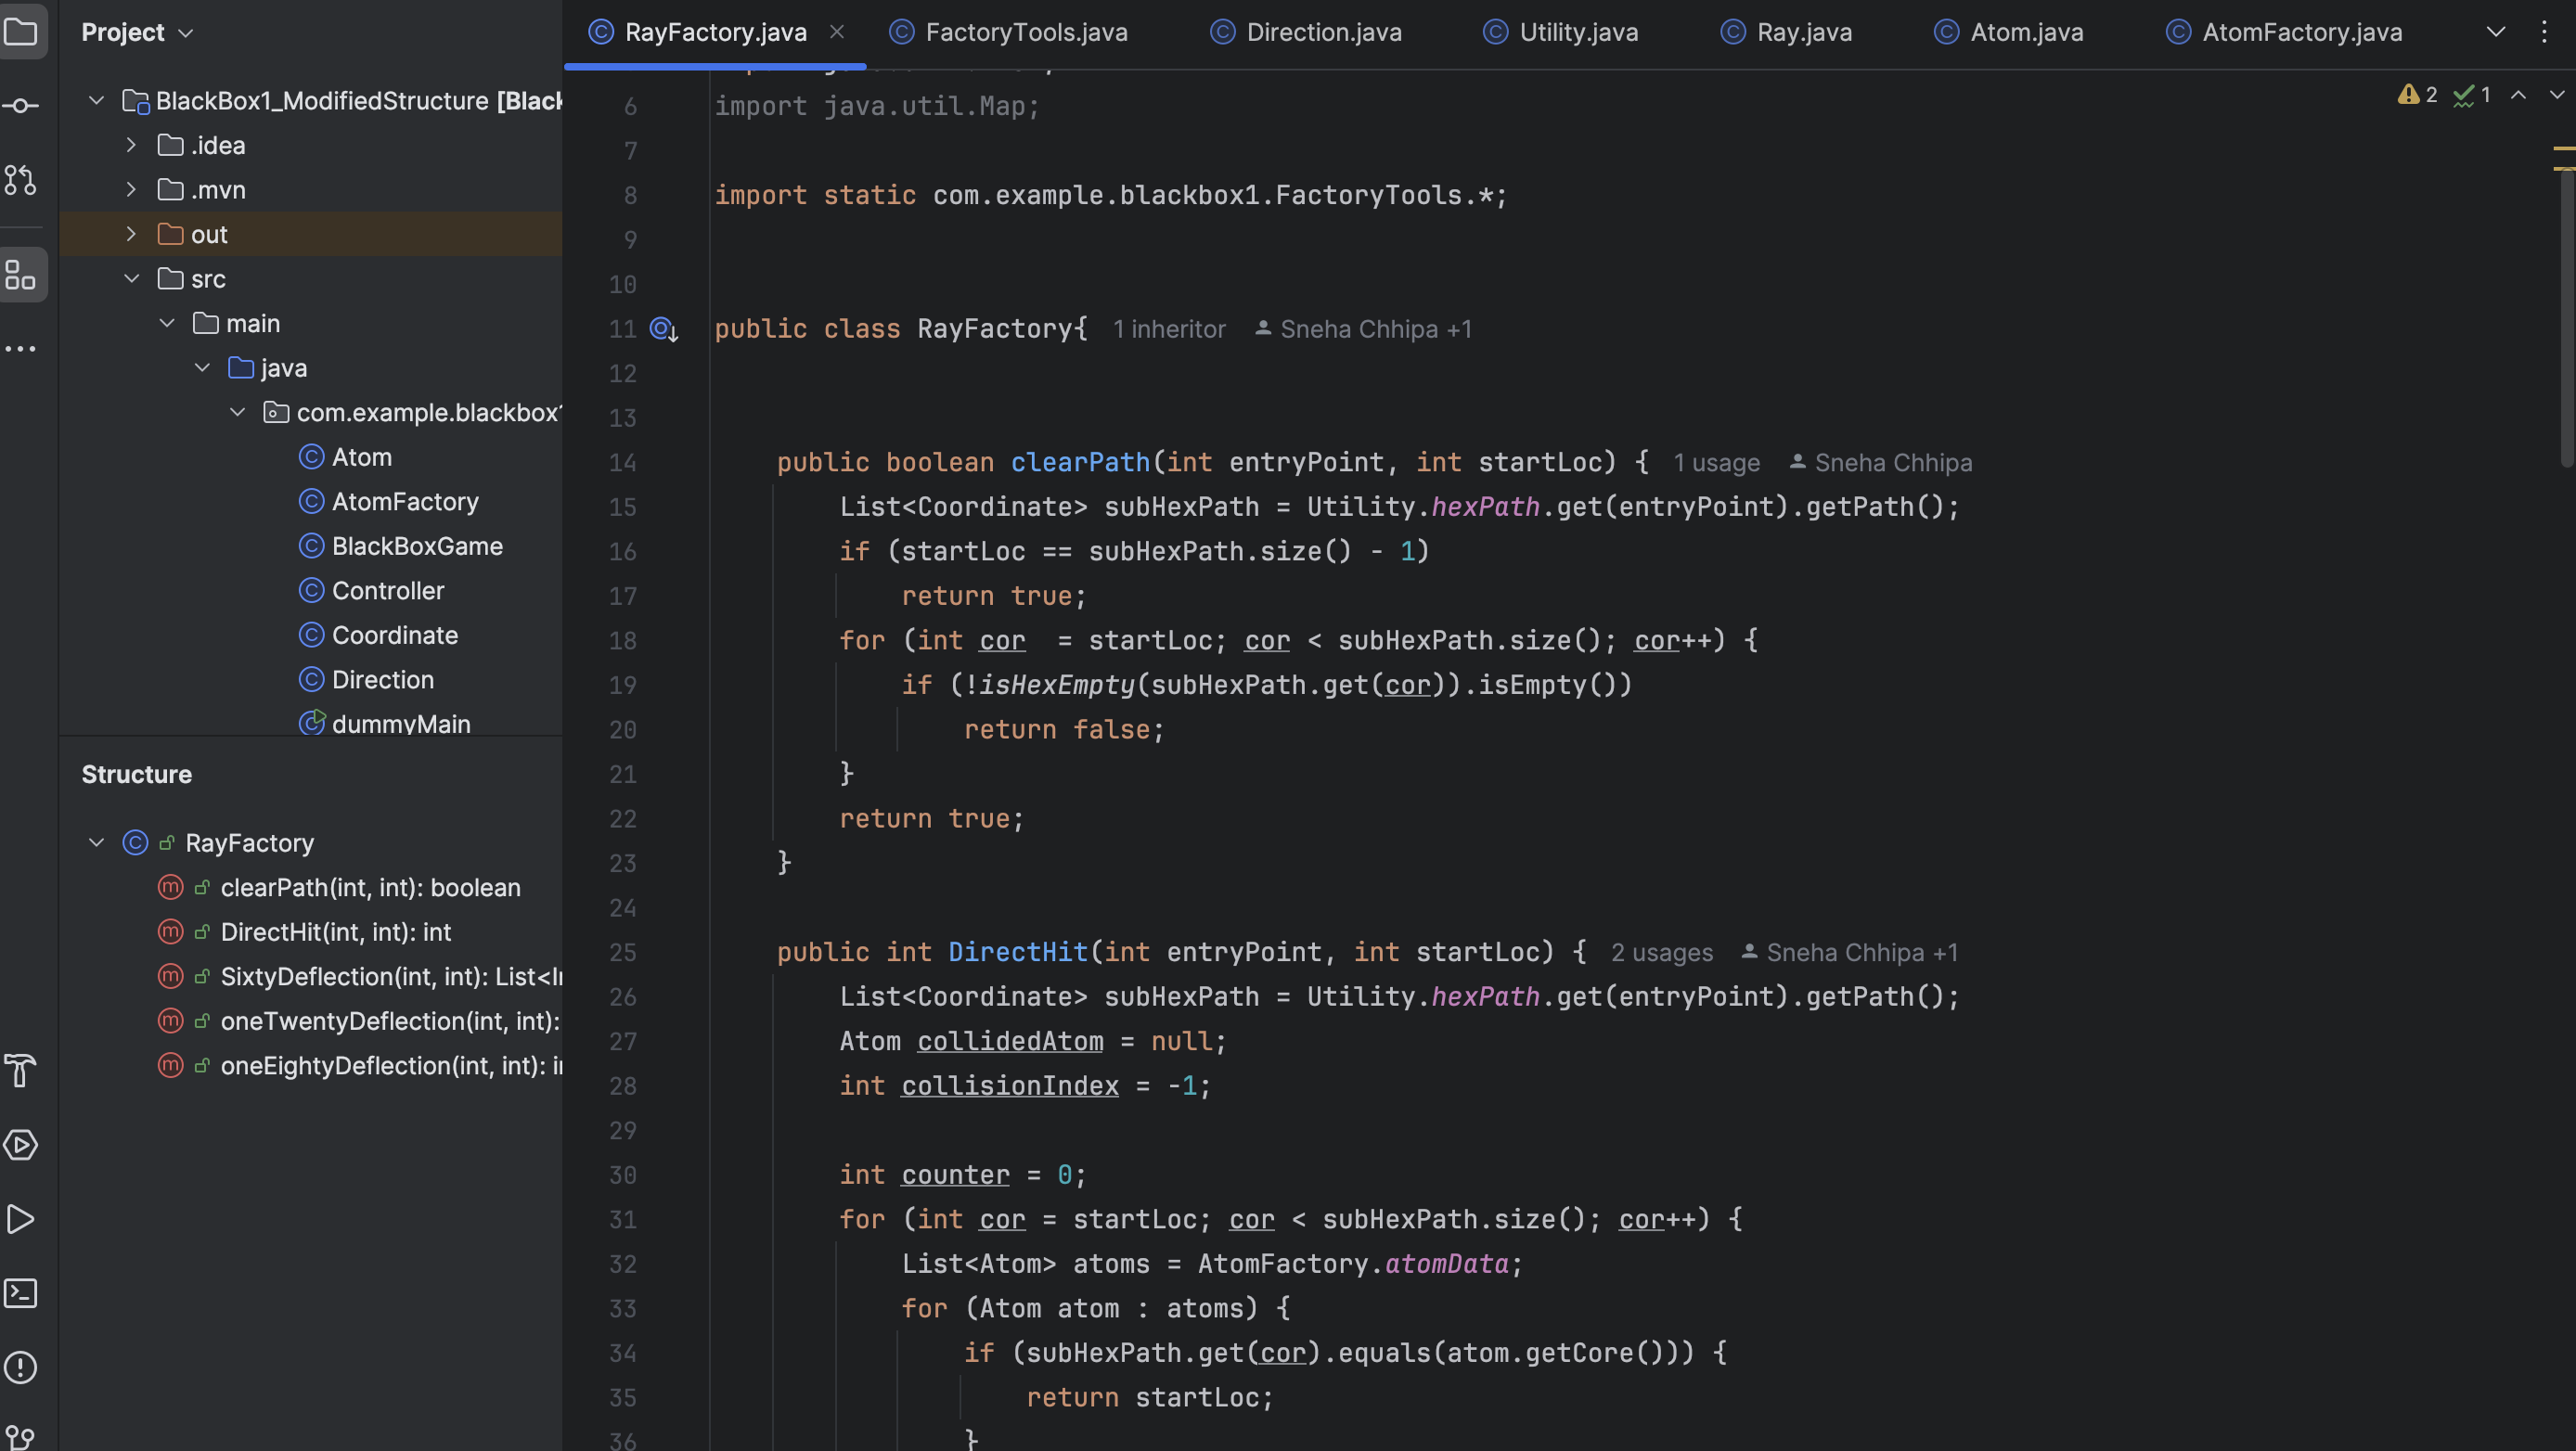 Project
BlackBox1_ModifiedStructure [Black
.idea
.mvn
out
src
main
java
com.example.blackbox1
Atom
AtomFactory
BlackBoxGame
Controller
Coordinate
Direction
dummyMain
Structure
RayFactory
clearPath(int, int): boolean
DirectHit(int, int): int
SixtyDeflection(int, int): List<In
oneTwentyDeflection(int, int):
oneEightyDeflection(int, int): in
RayFactory.java FactoryTools.java Direction.java Utility.java Ray.java Atom.java AtomFactory.java
2 1
6 import java.util.Map;
7
8 import static com.example.blackbox1.FactoryTools.*;
9
10
11 public class RayFactory{ 1 inheritor Sneha Chhipa +1
12
13
14 public boolean clearPath(int entryPoint, int startLoc) { 1 usage Sneha Chhipa
15 List<Coordinate> subHexPath = Utility.hexPath.get(entryPoint).getPath();
16 if (startLoc == subHexPath.size() - 1)
17 return true;
18 for (int cor  = startLoc; cor < subHexPath.size(); cor++) {
19 if (!isHexEmpty(subHexPath.get(cor)).isEmpty())
20 return false;
21 }
22 return true;
23 }
24
25 public int DirectHit(int entryPoint, int startLoc) { 2 usages Sneha Chhipa +1
26 List<Coordinate> subHexPath = Utility.hexPath.get(entryPoint).getPath();
27 Atom collidedAtom = null;
28 int collisionIndex = -1;
29
30 int counter = 0;
31 for (int cor = startLoc; cor < subHexPath.size(); cor++) {
32 List<Atom> atoms = AtomFactory.atomData;
33 for (Atom atom : atoms) {
34 if (subHexPath.get(cor).equals(atom.getCore())) {
35 return startLoc;
36 }